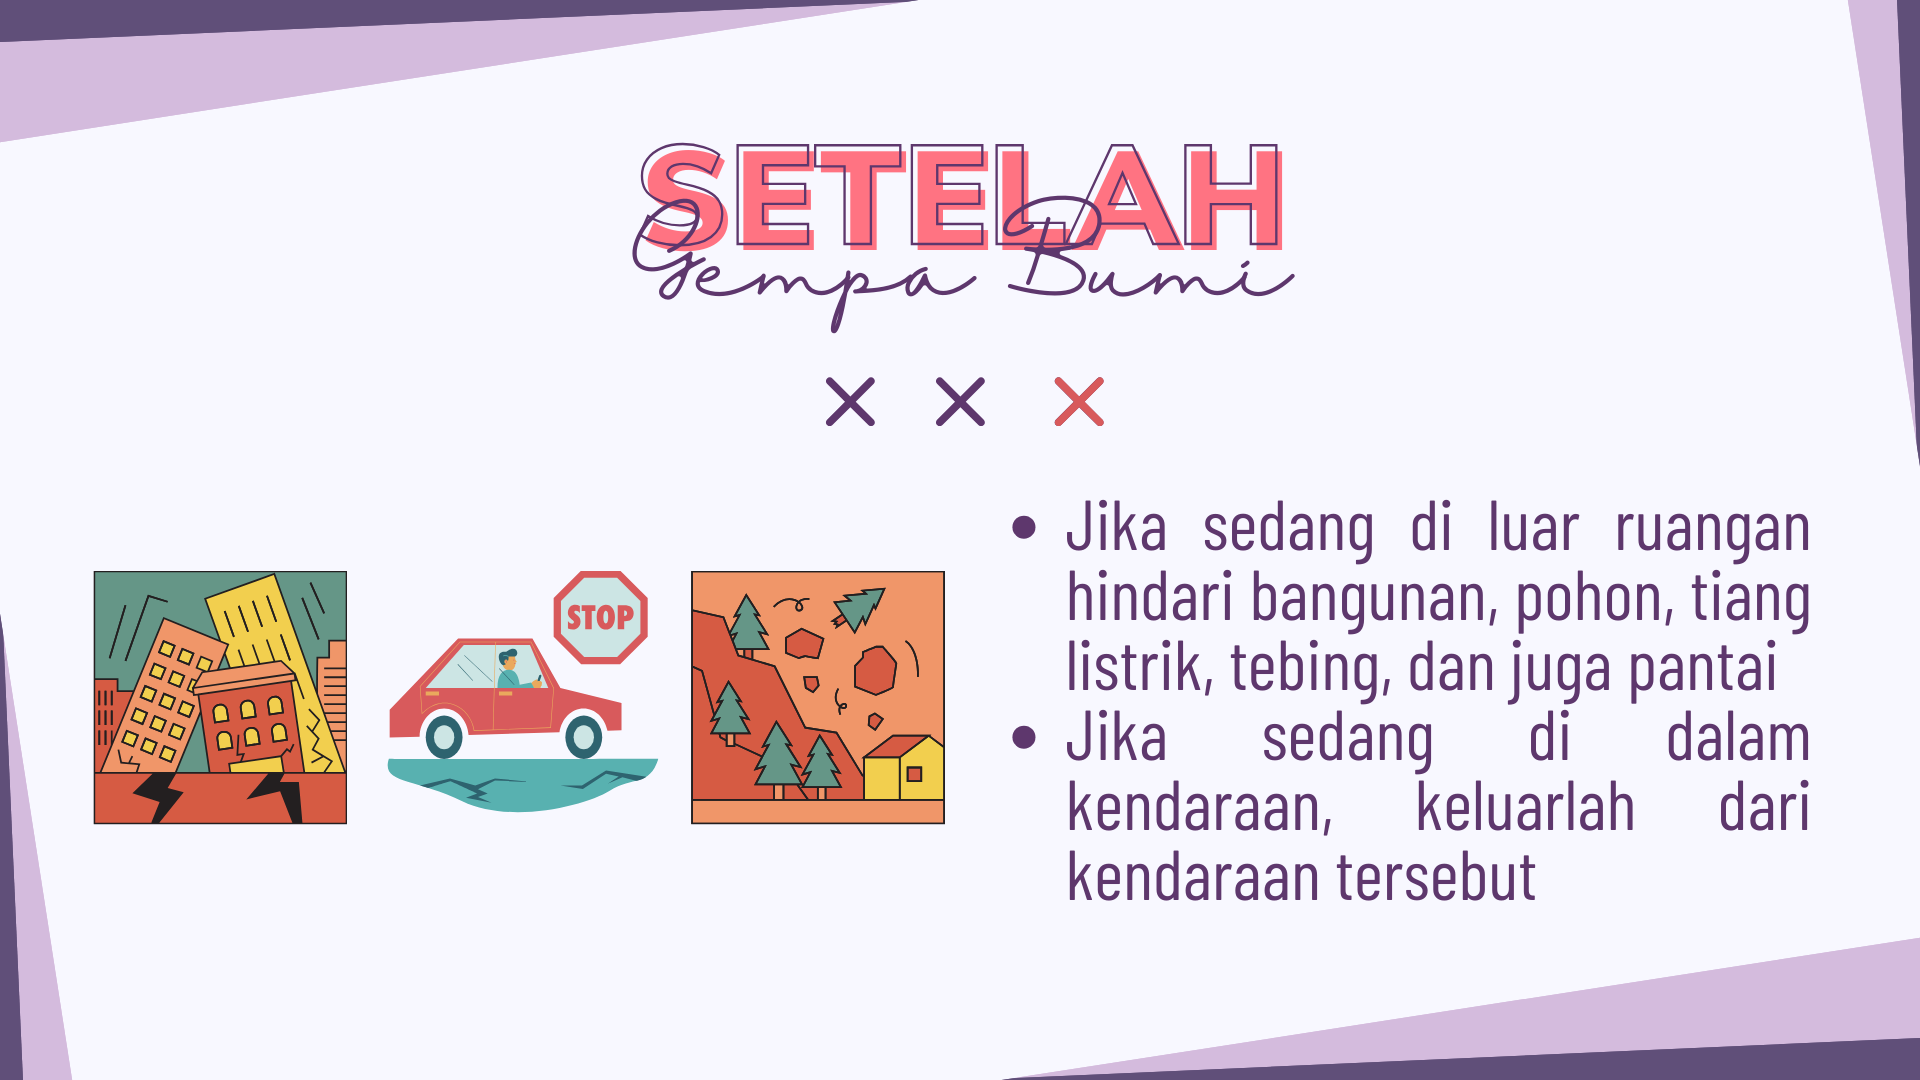 SETELAH
Gempa Bumi
STOP
• Jika sedang di luar ruangan
hindari bangunan, pohon, tiang
listrik, tebing, dan juga pantai
• Jika sedang di dalam
kendaraan, keluarlah dari
kendaraan tersebut